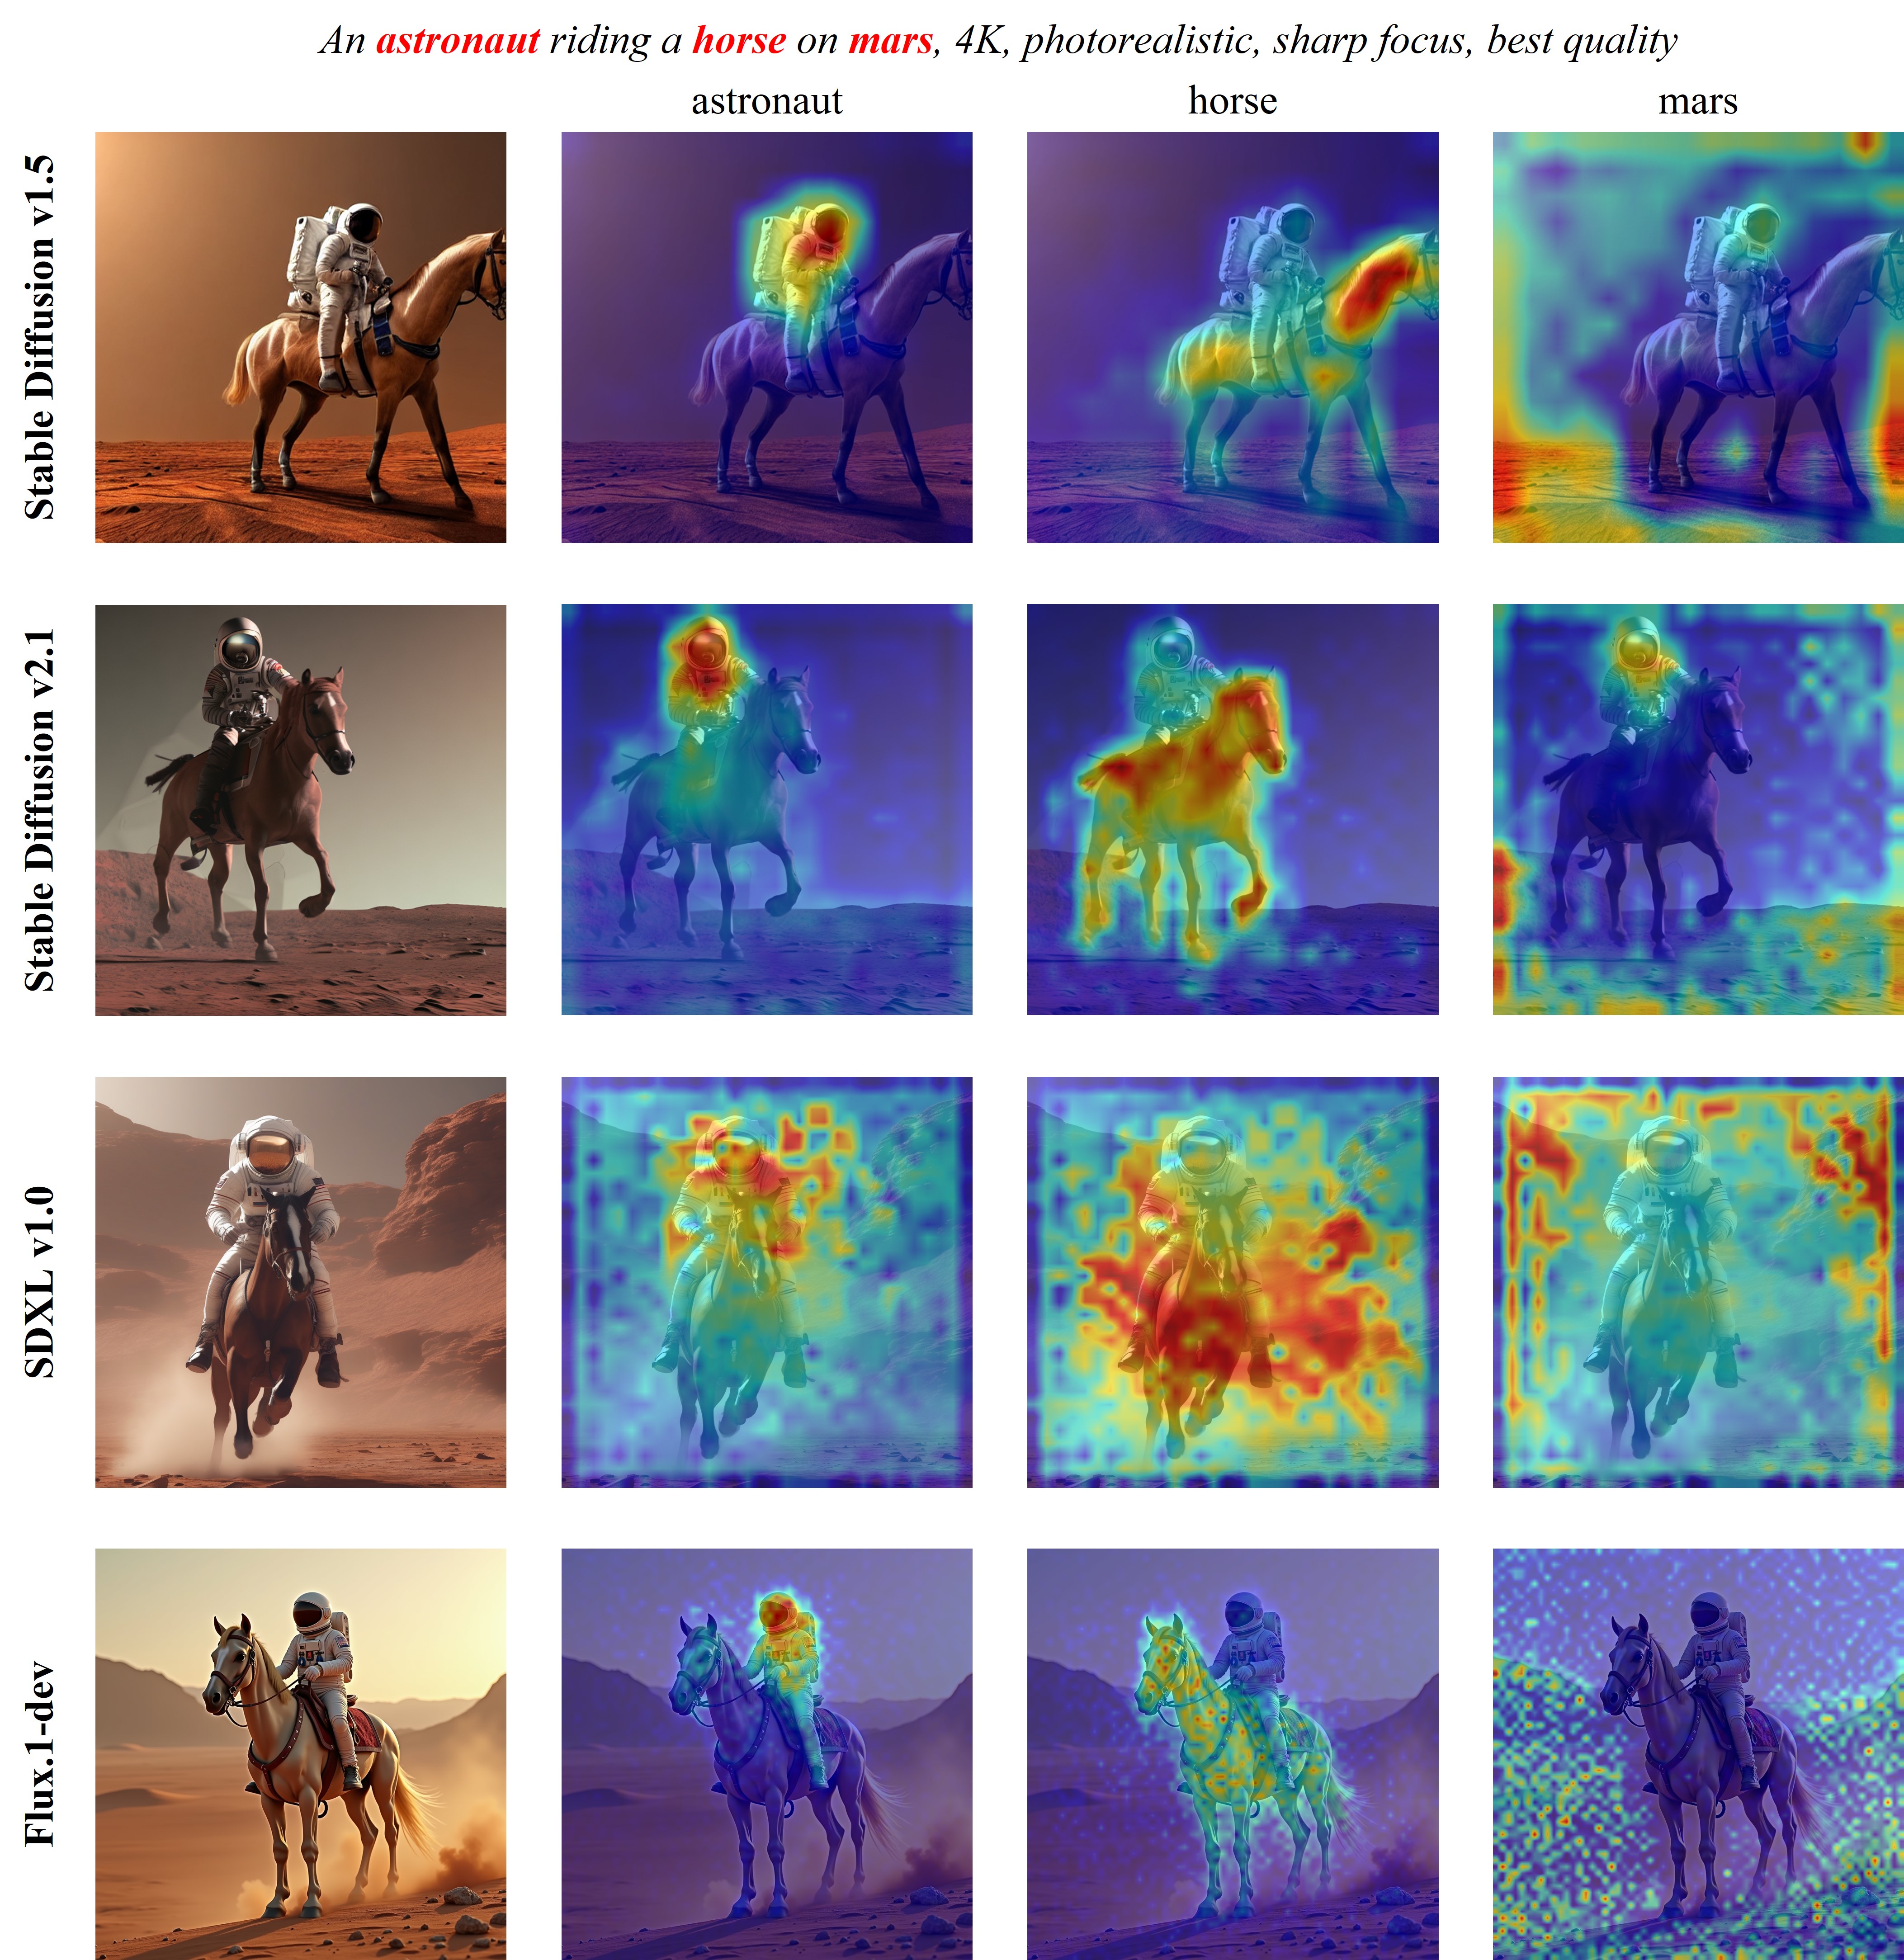 An astronaut riding a horse on mars, 4K, photorealistic, sharp focus, best quality
astronaut horse mars
Stable Diffusion v1.5
Stable Diffusion v2.1
SDXL v1.0
Flux.1-dev